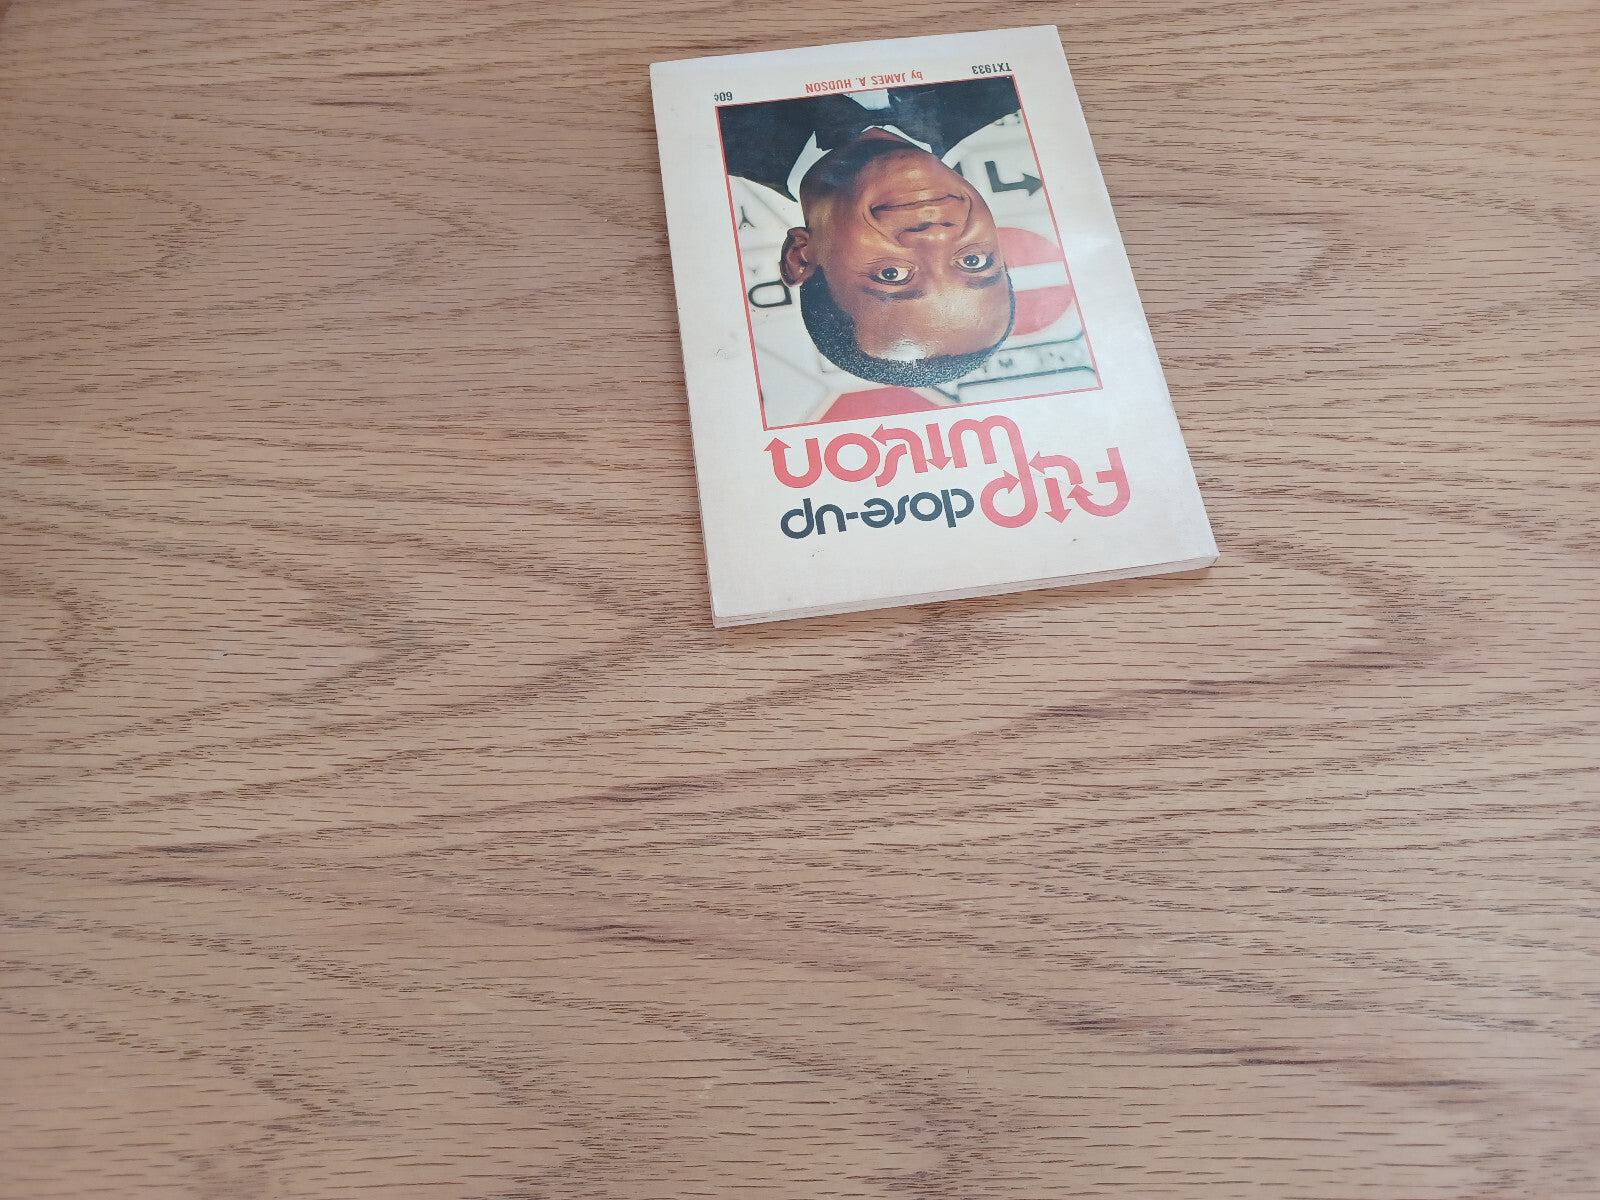 FLIP close-up
WILSON
TX1933 by JAMES A. HUDSON 60¢